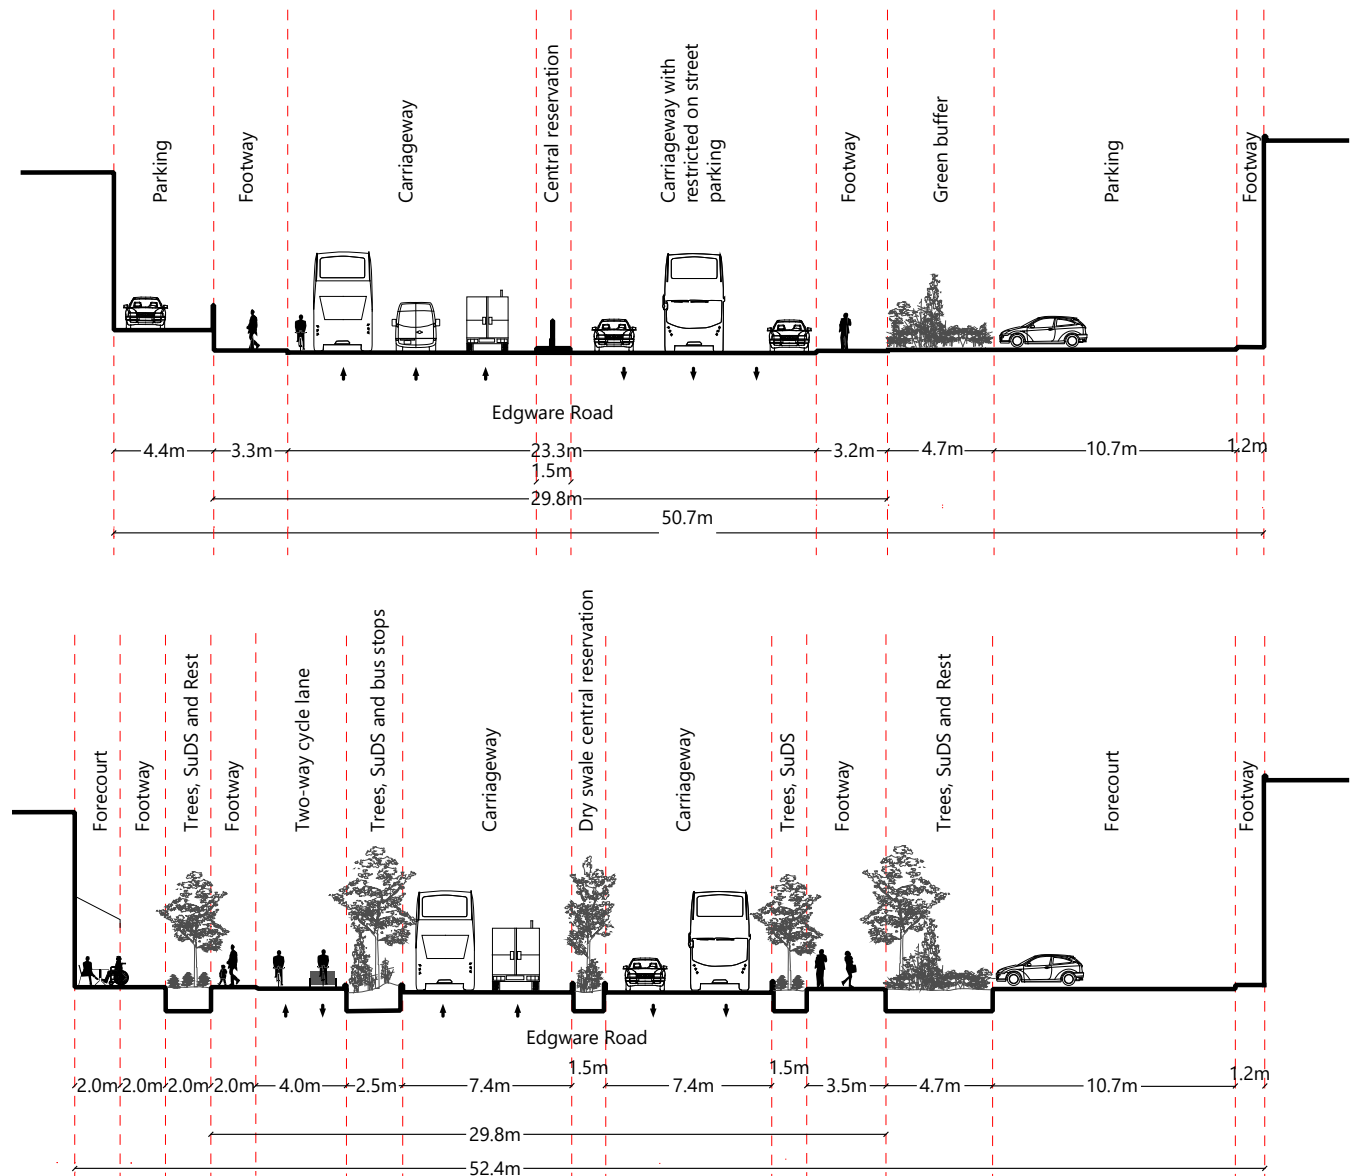 Parking
Footway
Carriageway
Central reservation
Carriageway with
restricted on street
parking
Footway
Green buffer
Parking
Footway
Edgware Road
4.4m
3.3m
23.3m
3.2m
4.7m
10.7m
1.2m
1.5m
29.8m
50.7m
Forecourt
Footway
Trees, SuDS and Rest
Footway
Two-way cycle lane
Trees, SuDS and bus stops
Carriageway
Dry swale central reservation
Carriageway
Trees, SuDS
Footway
Trees, SuDS and Rest
Forecourt
Footway
Edgware Road
2.0m
2.0m
2.0m
2.0m
4.0m
2.5m
7.4m
1.5m
7.4m
1.5m
3.5m
4.7m
10.7m
1.2m
29.8m
52.4m